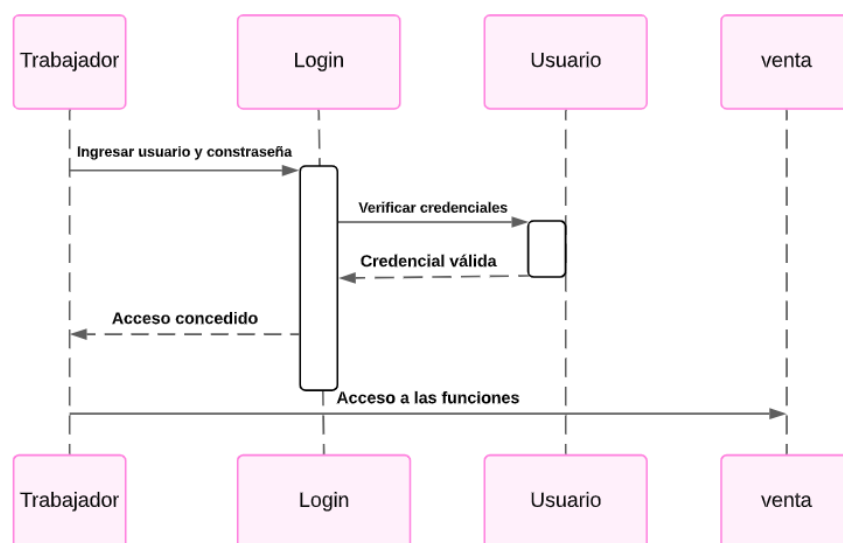 Trabajador
Login
Usuario
venta
Ingresar usuario y constraseña
Verificar credenciales
Credencial válida
Acceso concedido
Acceso a las funciones
Trabajador
Login
Usuario
venta